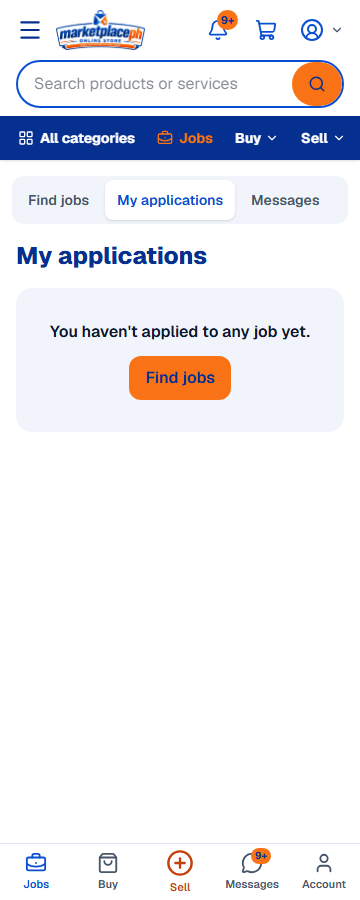 marketplaceph
ONLINE STORE
9+
Search products or services
All categories
Jobs
Buy
Sell
Find jobs
My applications
Messages
My applications
You haven't applied to any job yet.
Find jobs
9+
Jobs
Buy
Sell
Messages
Account